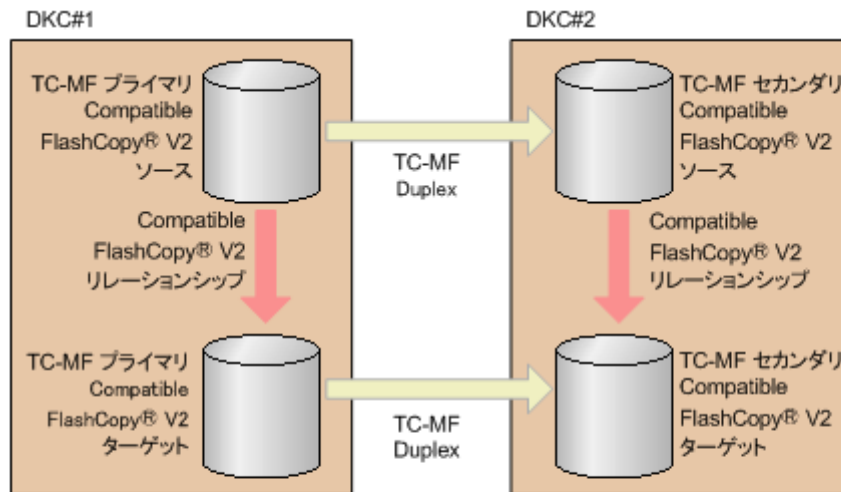 DKC#1
DKC#2
TC-MF プライマリ
Compatible
FlashCopy® V2
ソース
TC-MF
Duplex
TC-MF セカンダリ
Compatible
FlashCopy® V2
ソース
Compatible
FlashCopy® V2
リレーションシップ
Compatible
FlashCopy® V2
リレーションシップ
TC-MF プライマリ
Compatible
FlashCopy® V2
ターゲット
TC-MF
Duplex
TC-MF セカンダリ
Compatible
FlashCopy® V2
ターゲット